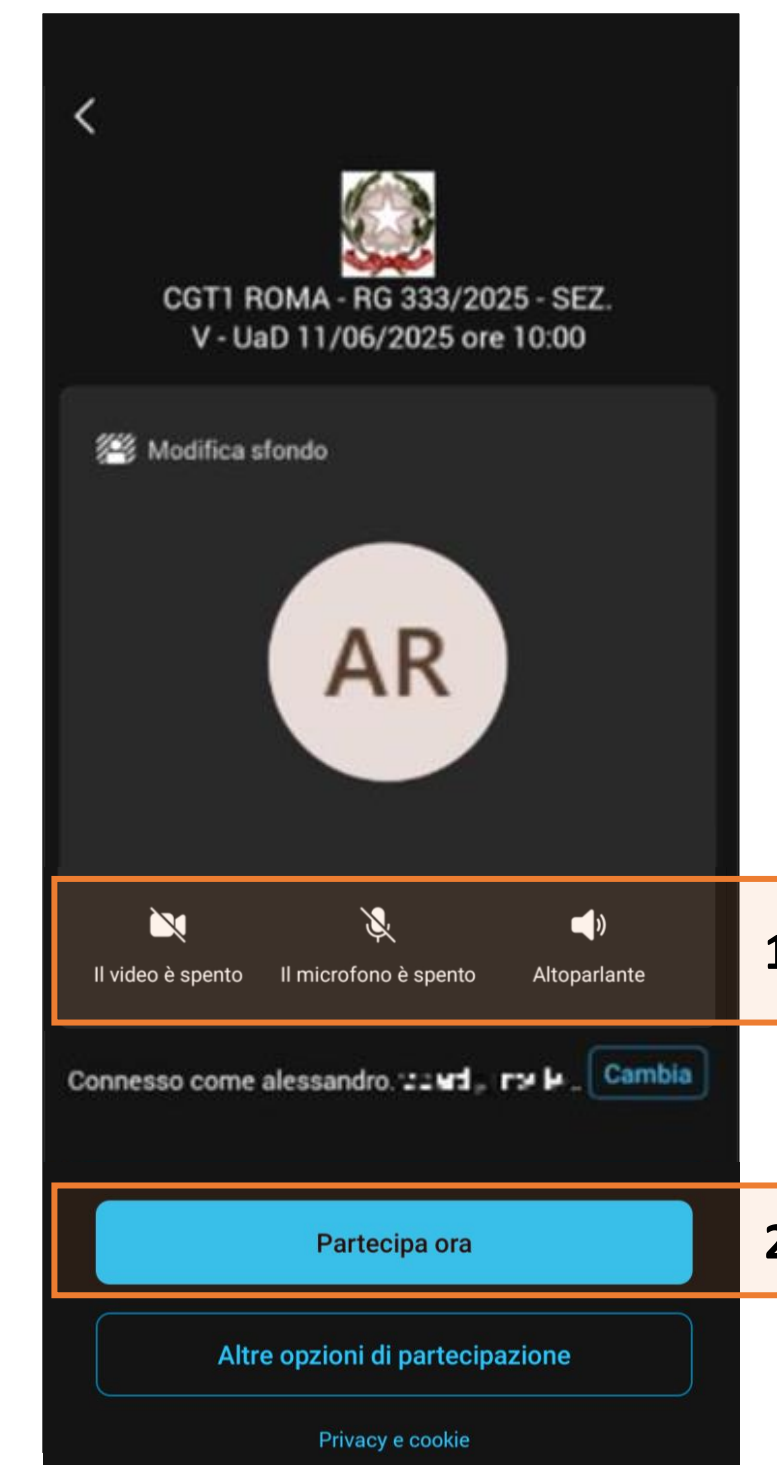 CGT1 ROMA - RG 333/2025 - SEZ.
V - UaD 11/06/2025 ore 10:00
Modifica sfondo
AR
Il video è spento Il microfono è spento Altoparlante
1
Connesso come alessandro. Cambia
Partecipa ora
2
Altre opzioni di partecipazione
Privacy e cookie